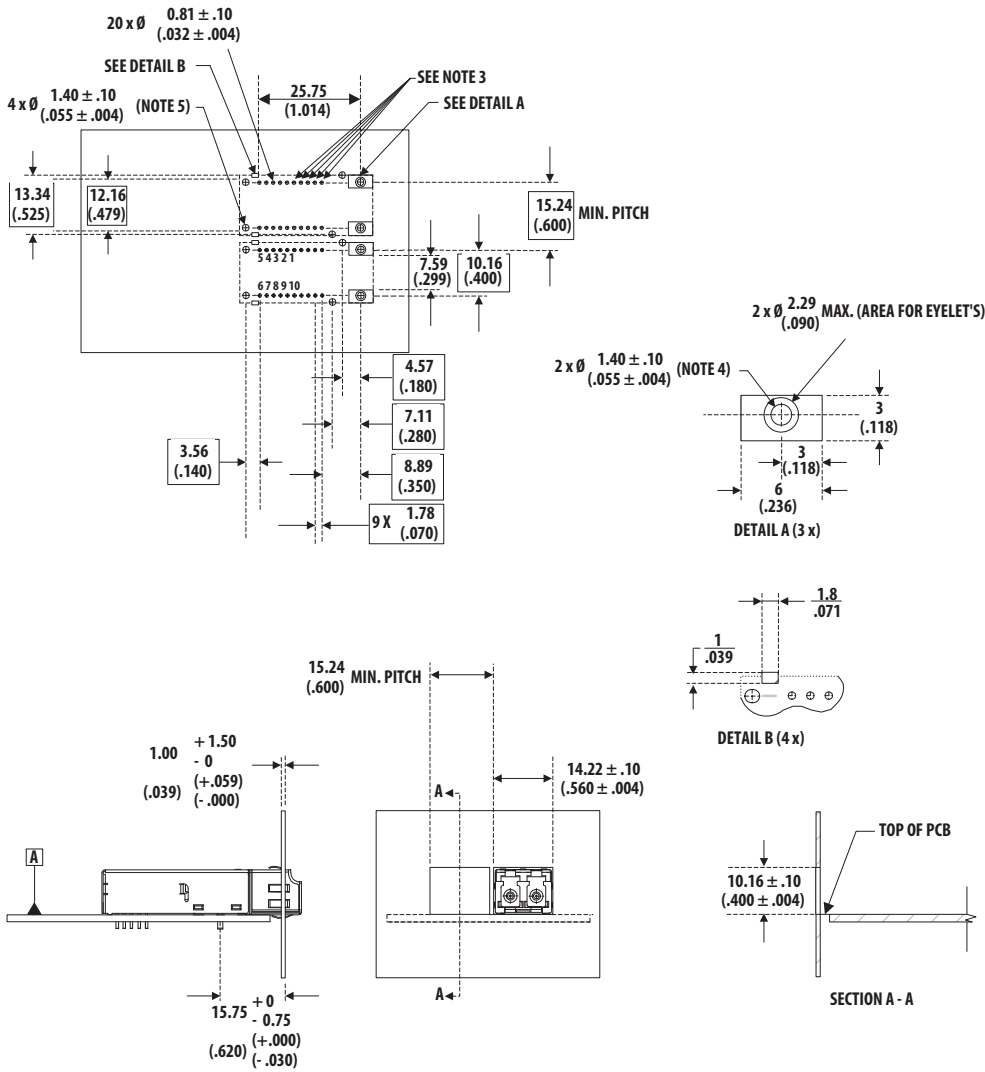 20 x Ø 0.81 ± .10
(.032 ± .004)
SEE DETAIL B
25.75
(1.014)
SEE NOTE 3
SEE DETAIL A
4 x Ø 1.40 ± .10 (NOTE 5)
(.055 ± .004)
13.34
(.525)
12.16
(.479)
15.24
(.600)
MIN. PITCH
5 4 3 2 1
7.59
(.299)
10.16
(.400)
6 7 8 9 10
2 x Ø 2.29 MAX. (AREA FOR EYELET'S)
(.090)
2 x Ø 1.40 ± .10 (NOTE 4)
(.055 ± .004)
4.57
(.180)
3
(.118)
7.11
(.280)
3.56
(.140)
3
(.118)
8.89
(.350)
6
(.236)
9 X 1.78
(.070)
DETAIL A (3 x)
1.8
.071
1
.039
DETAIL B (4 x)
15.24
(.600)
MIN. PITCH
1.00 + 1.50
- 0
(.039) (+.059)
(- .000)
14.22 ± .10
(.560 ± .004)
A
A
TOP OF PCB
10.16 ± .10
(.400 ± .004)
A
15.75 + 0
- 0.75
(.620) (+.000)
(- .030)
SECTION A - A